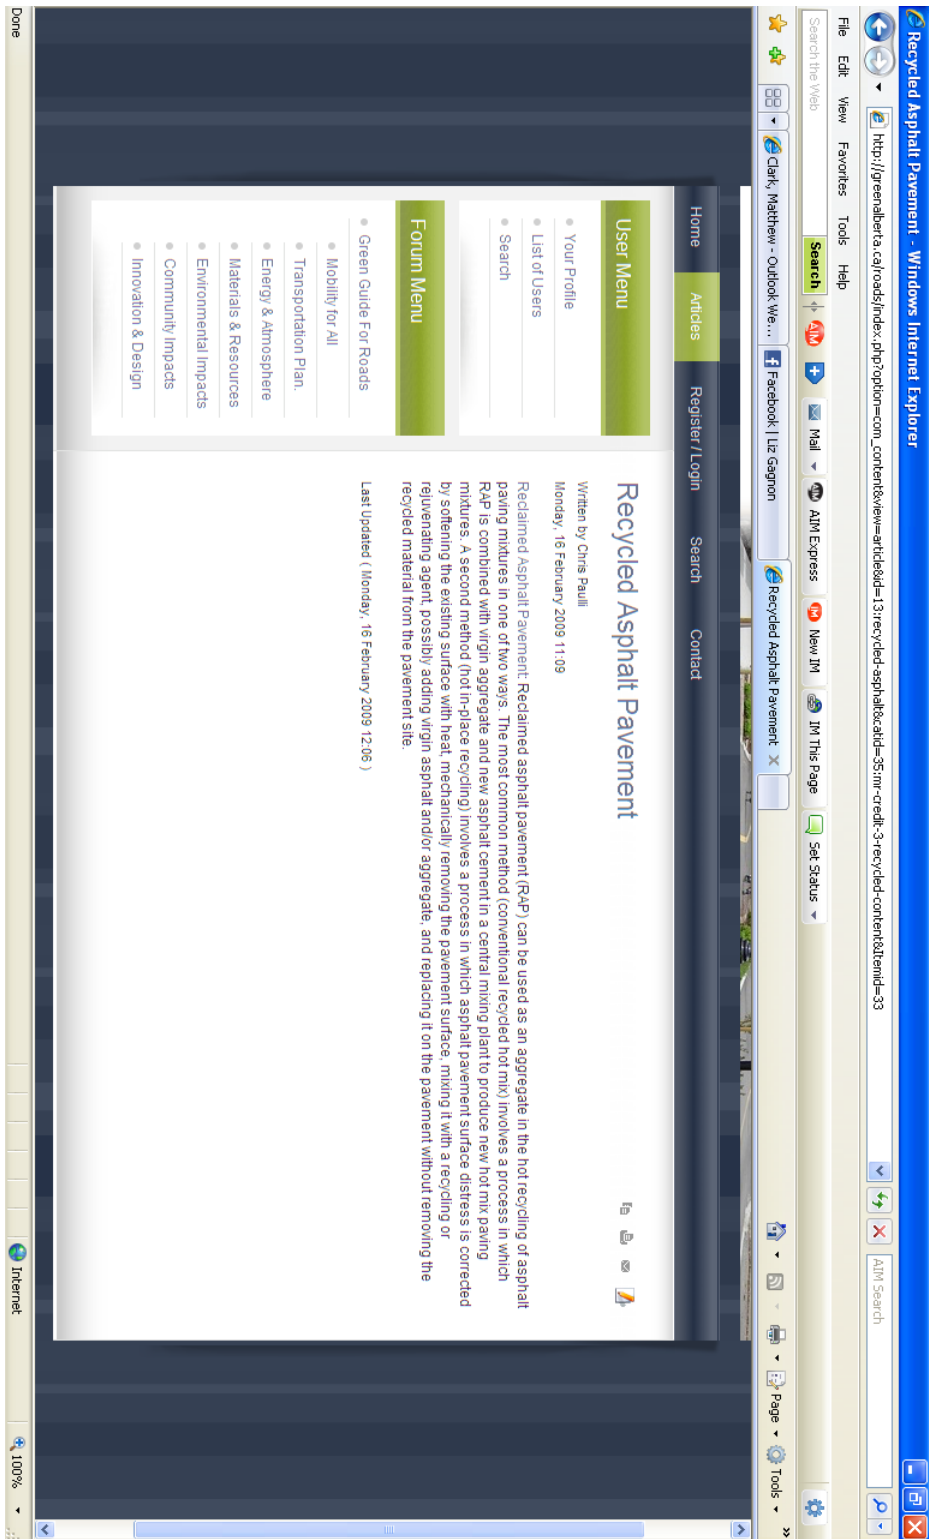 Recycled Asphalt Pavement - Windows Internet Explorer
http://greenalberta.ca/roads/index.php?option=com_content&view=article&id=13:recycled-asphalt&catid=35:mr-credit-3-recycled-content&Itemid=33
AIM Search
File Edit View Favorites Tools Help
Search the Web Search AIM Mail AIM Express New IM IM This Page Set Status
Clark, Matthew - Outlook We... Facebook | Liz Gagnon Recycled Asphalt Pavement Page Tools
Home Articles Register / Login Search Contact
User Menu
Your Profile
List of Users
Search
Forum Menu
Green Guide For Roads
Mobility for All
Transportation Plan.
Energy & Atmosphere
Materials & Resources
Environmental Impacts
Community Impacts
Innovation & Design
Recycled Asphalt Pavement
Written by Chris Paulli
Monday, 16 February 2009 11:09
Reclaimed Asphalt Pavement: Reclaimed asphalt pavement (RAP) can be used as an aggregate in the hot recycling of asphalt
paving mixtures in one of two ways. The most common method (conventional recycled hot mix) involves a process in which
RAP is combined with virgin aggregate and new asphalt cement in a central mixing plant to produce new hot mix paving
mixtures. A second method (hot in-place recycling) involves a process in which asphalt pavement surface distress is corrected
by softening the existing surface with heat, mechanically removing the pavement surface, mixing it with a recycling or
rejuvenating agent, possibly adding virgin asphalt and/or aggregate, and replacing it on the pavement without removing the
recycled material from the pavement site.
Last Updated ( Monday, 16 February 2009 12:06 )
Done Internet 100%